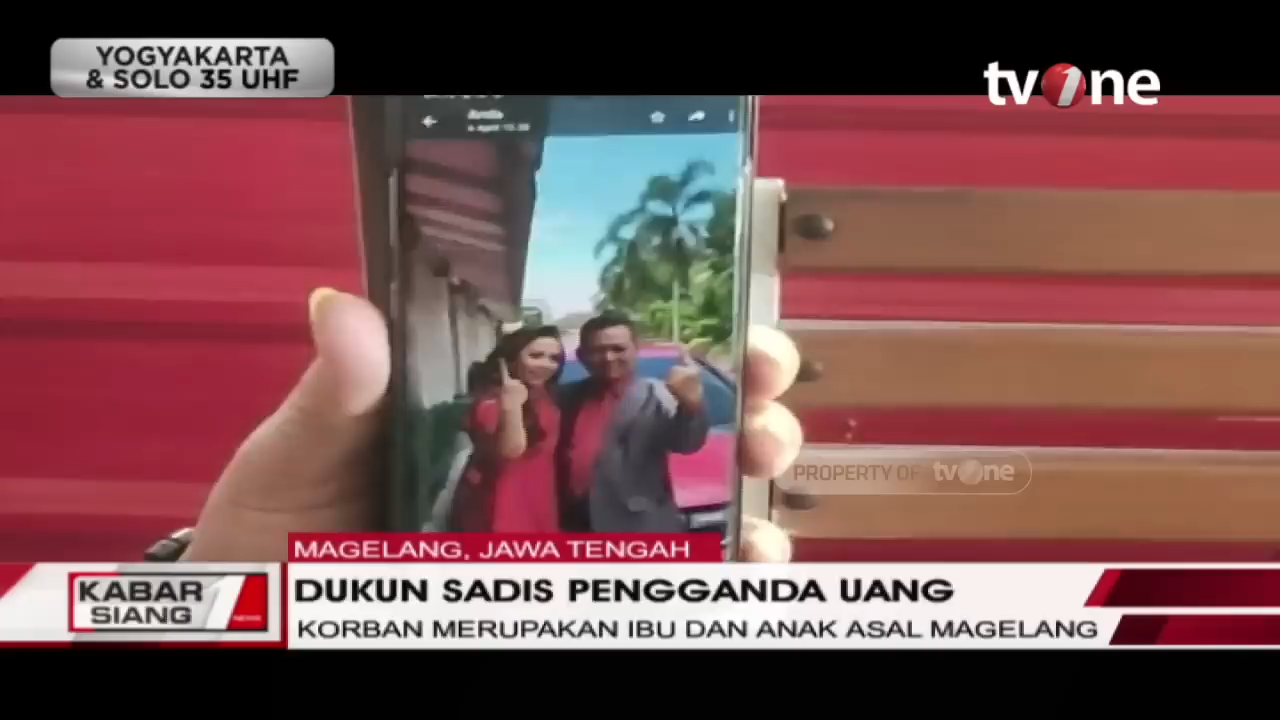 YOGYAKARTA
& SOLO 35 UHF
tvOne
PROPERTY OF tvOne
MAGELANG, JAWA TENGAH
KABAR
SIANG
NEWS
DUKUN SADIS PENGGANDA UANG
KORBAN MERUPAKAN IBU DAN ANAK ASAL MAGELANG